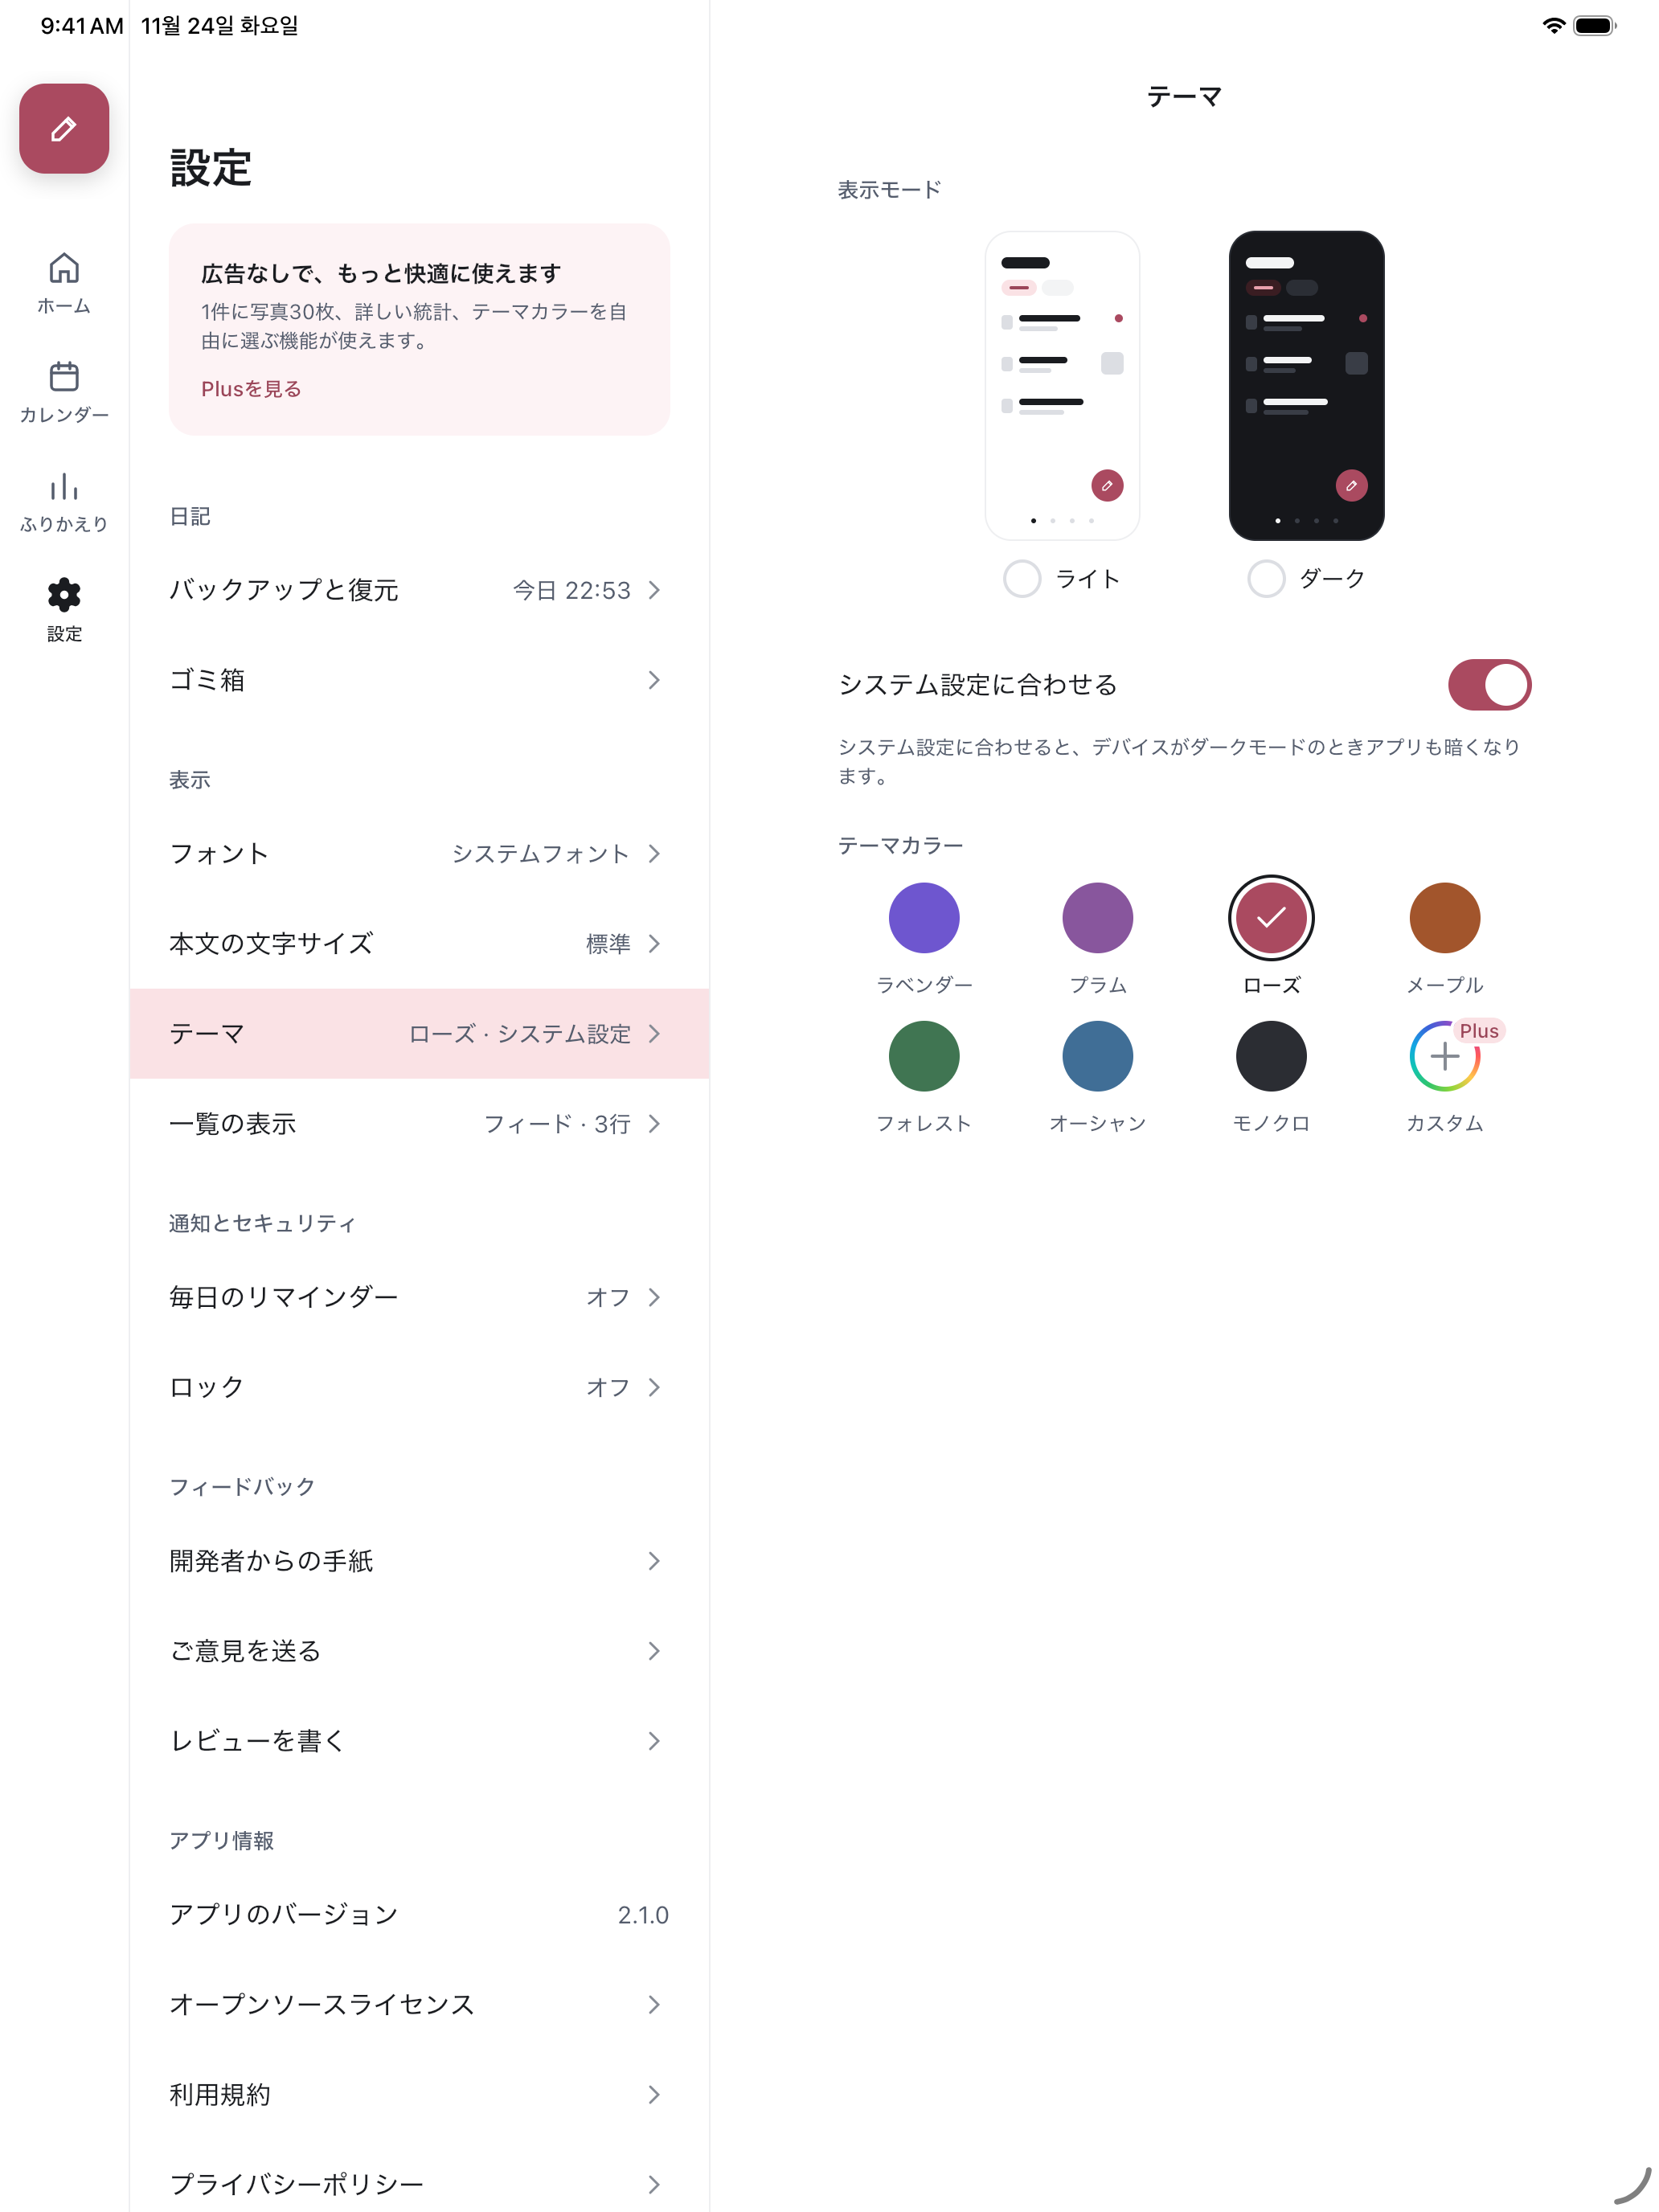 9:41 AM 11월 24일 화요일
ホーム
カレンダー
ふりかえり
設定
設定
広告なしで、もっと快適に使えます
1件に写真30枚、詳しい統計、テーマカラーを自
由に選ぶ機能が使えます。
Plusを見る
日記
バックアップと復元 今日 22:53
ゴミ箱
表示
フォント システムフォント
本文の文字サイズ 標準
テーマ ローズ · システム設定
一覧の表示 フィード · 3行
通知とセキュリティ
毎日のリマインダー オフ
ロック オフ
フィードバック
開発者からの手紙
ご意見を送る
レビューを書く
アプリ情報
アプリのバージョン 2.1.0
オープンソースライセンス
利用規約
プライバシーポリシー
テーマ
表示モード
ライト ダーク
システム設定に合わせる
システム設定に合わせると、デバイスがダークモードのときアプリも暗くなり
ます。
テーマカラー
ラベンダー プラム ローズ メープル
Plus
フォレスト オーシャン モノクロ カスタム